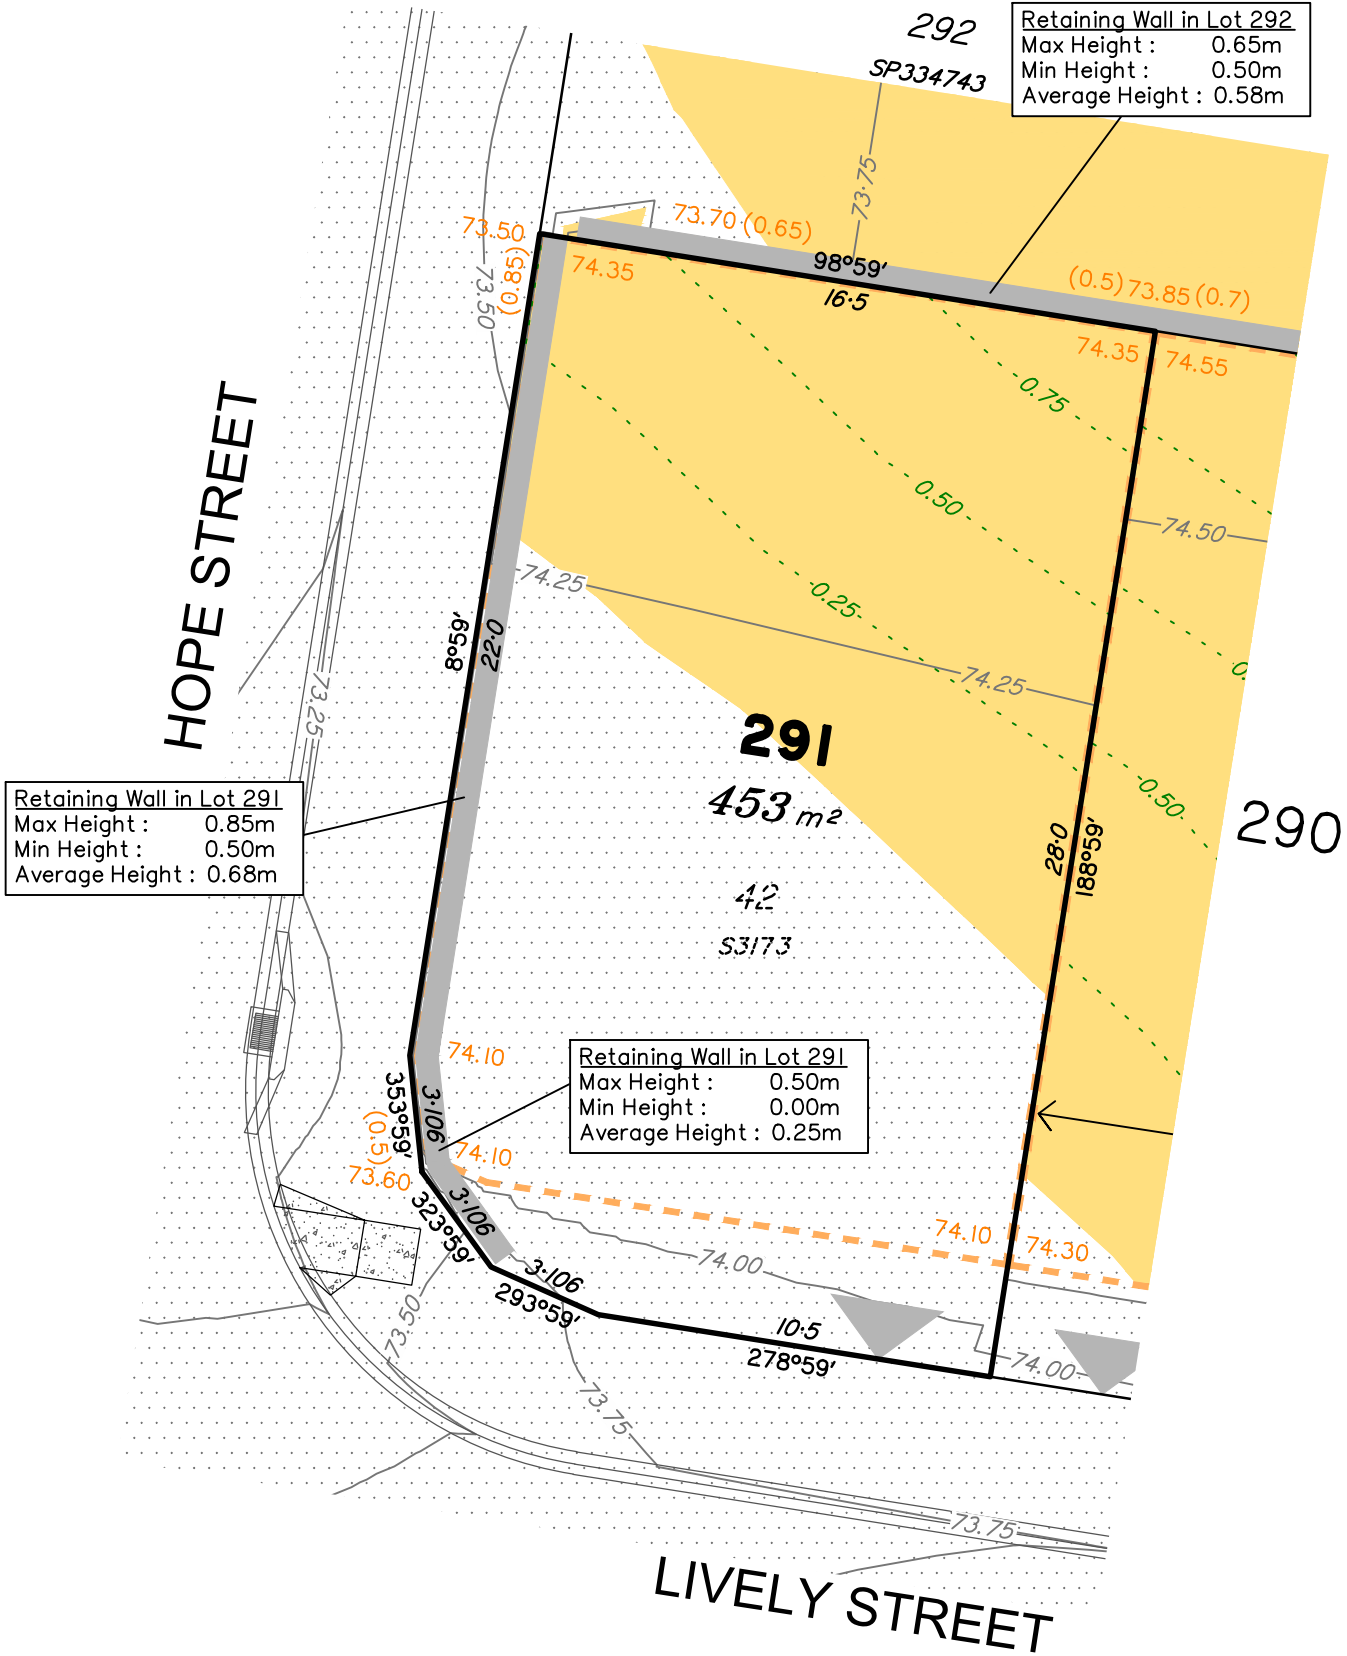 292
SP334743
Retaining Wall in Lot 292
Max Height : 0.65m
Min Height : 0.50m
Average Height : 0.58m
73.75
73.50
(0.85)
73.50
73.70 (0.65)
74.35
98°59'
16·5
(0.5) 73.85 (0.7)
74.35
74.55
0.75
0.50
74.50
74.25
0.25
74.25
0.
HOPE STREET
8°59'
22·0
73.25
291
453 m²
42
S3173
0.50
290
28·0
188°59'
Retaining Wall in Lot 291
Max Height : 0.85m
Min Height : 0.50m
Average Height : 0.68m
74.10
Retaining Wall in Lot 291
Max Height : 0.50m
Min Height : 0.00m
Average Height : 0.25m
353°59'
3·106
(0.5)
73.60
74.10
323°59'
3·106
74.10
74.30
74.00
3·106
293°59'
10·5
278°59'
74.00
73.50
73.75
73.75
LIVELY STREET